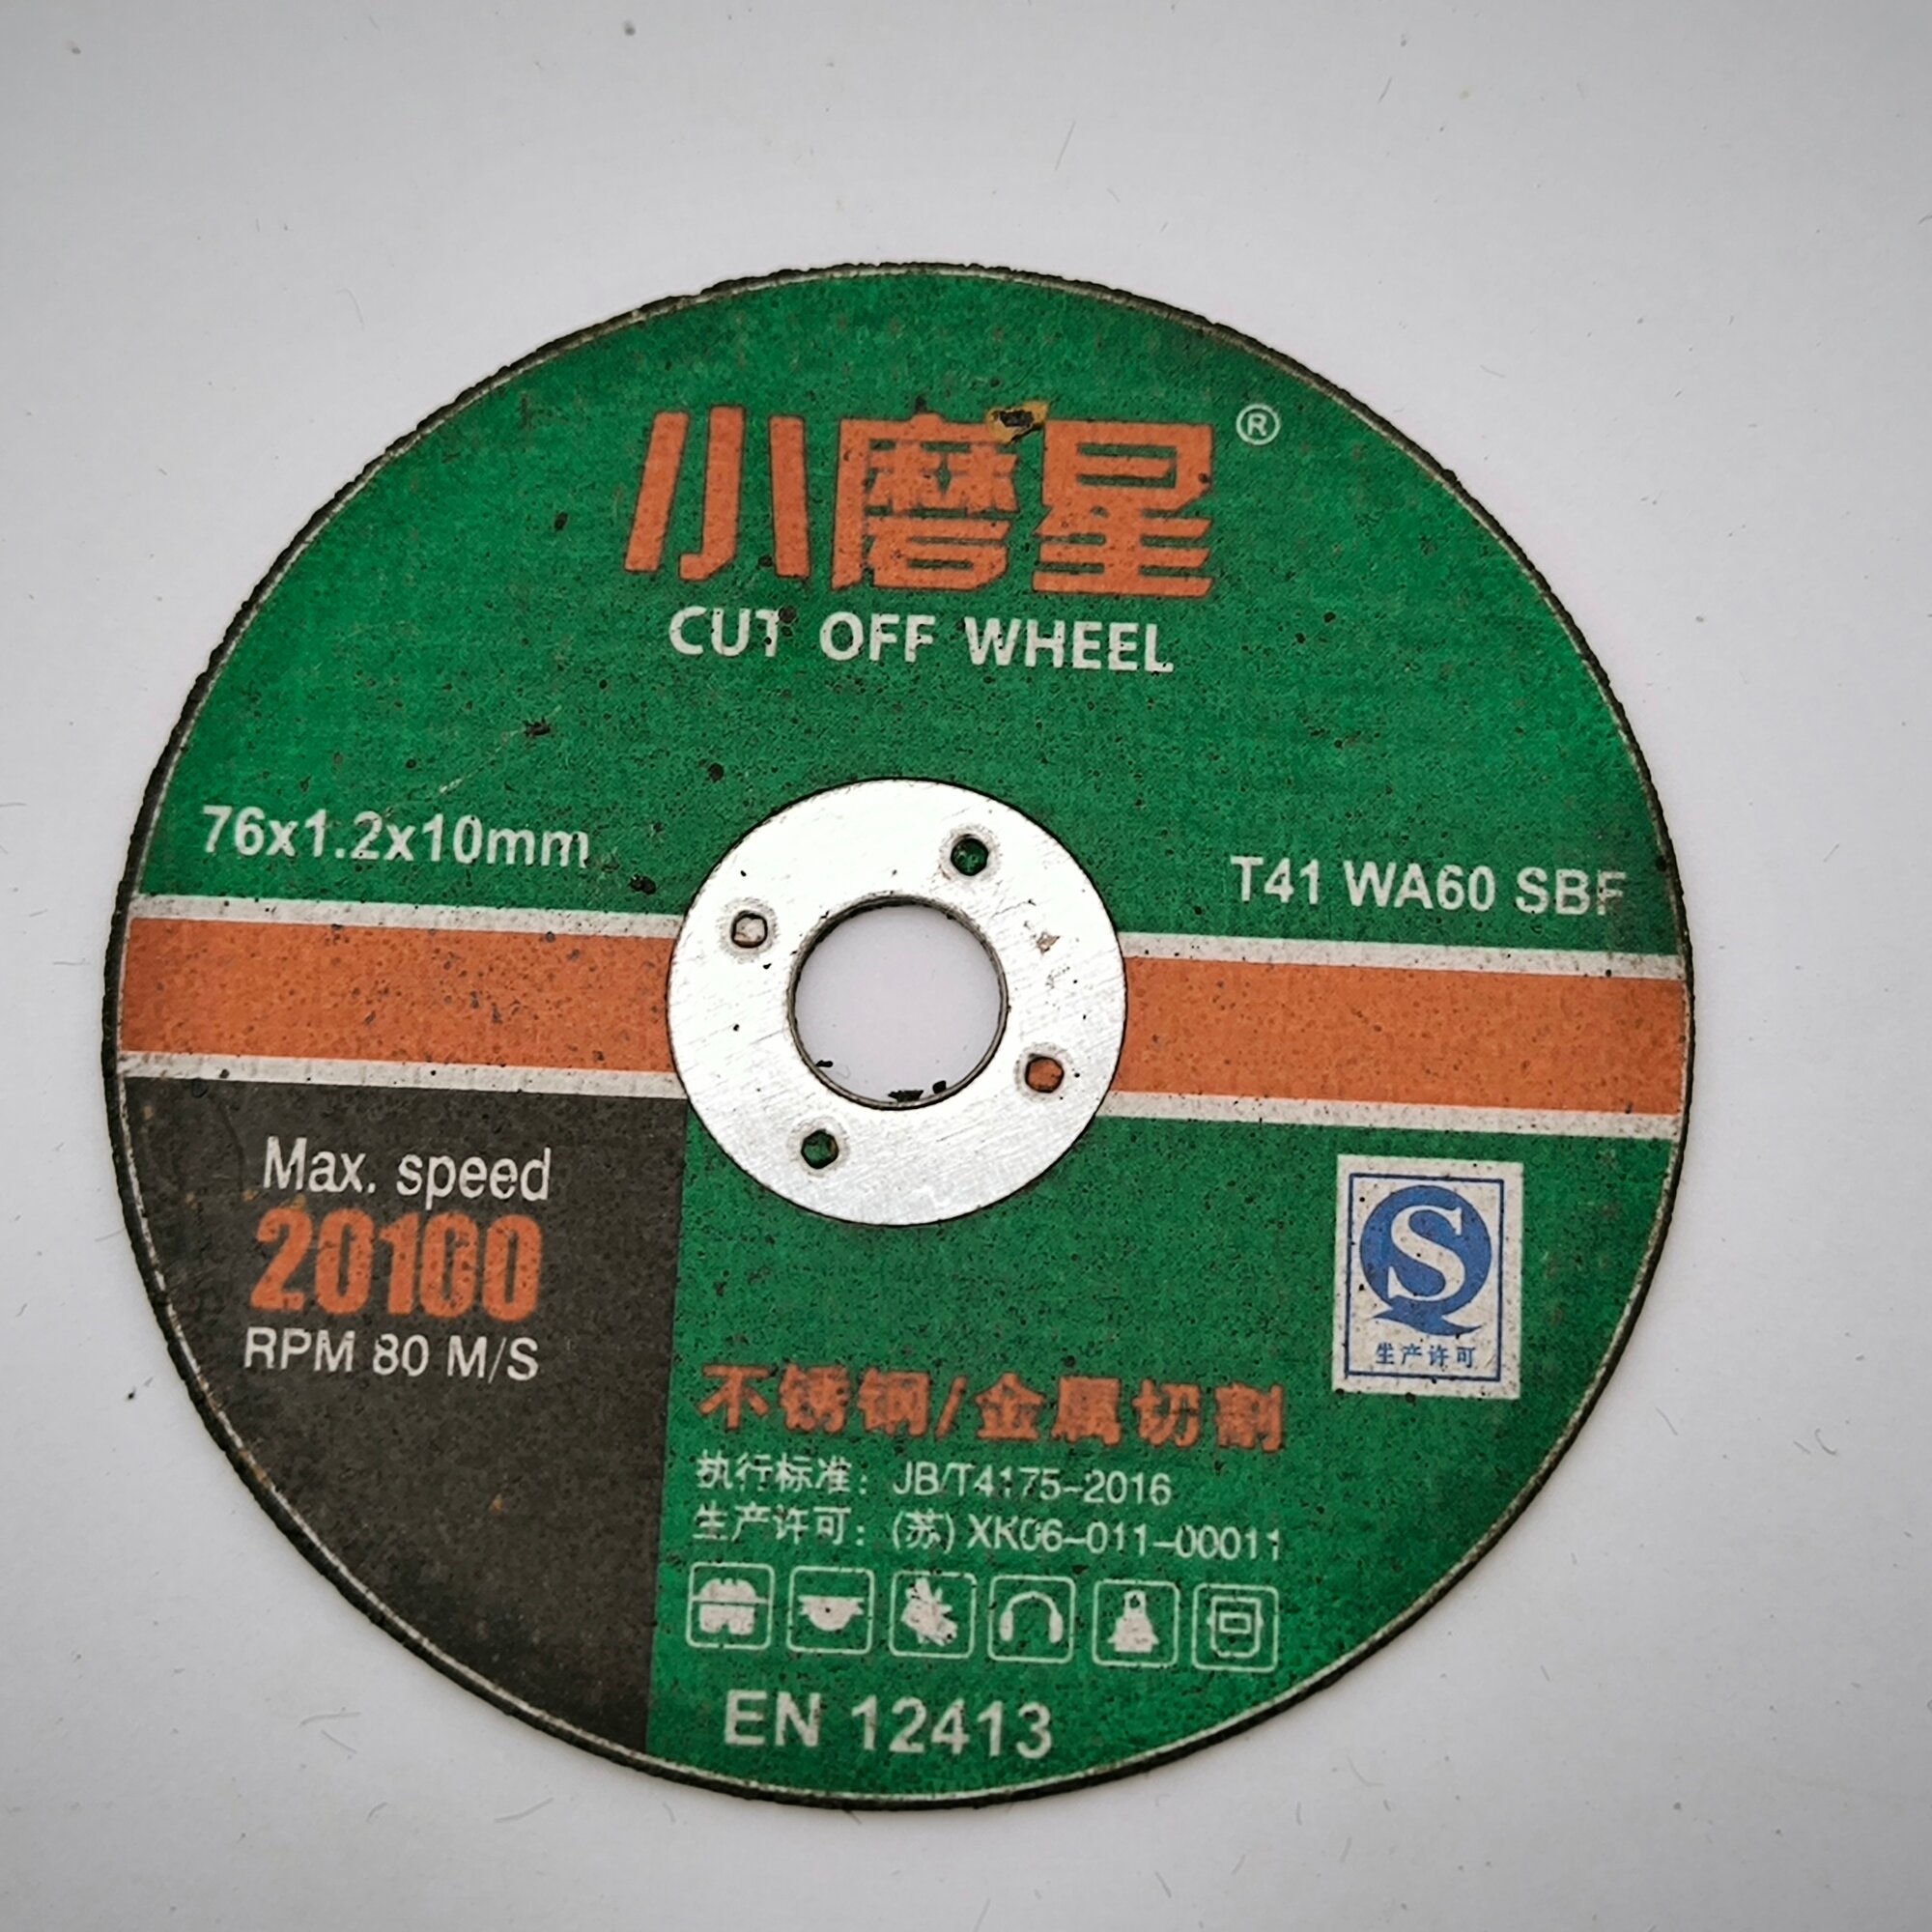 小磨星®
CUT OFF WHEEL
76x1.2x10mm
T41 WA60 SBF
Max. speed
20100
RPM 80 M/S
S
生产许可
不锈钢/金属切割
执行标准: JB/T4175-2016
生产许可: (苏) XK06-011-00011
EN 12413